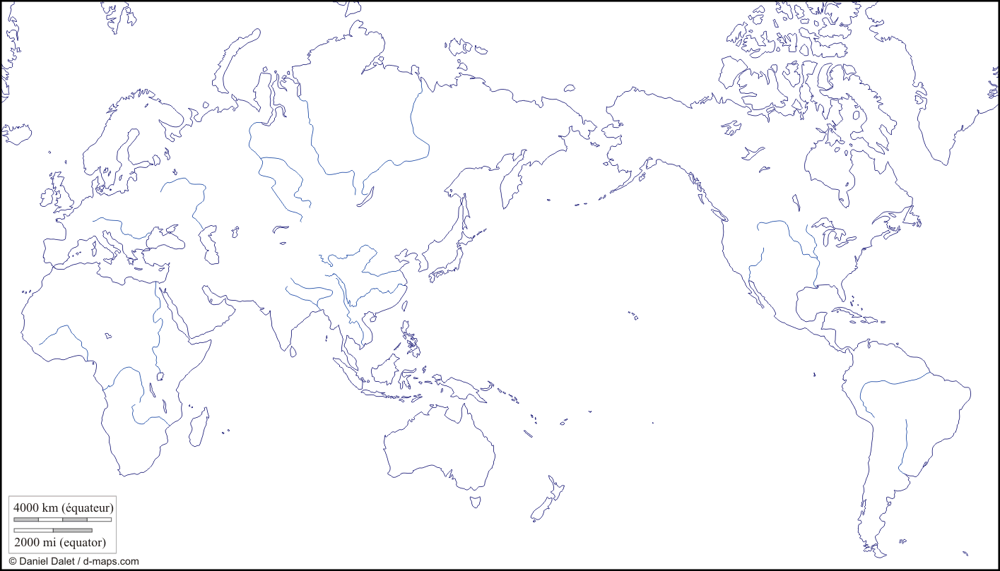 4000 km (équateur)
2000 mi (equator)
© Daniel Dalet / d-maps.com